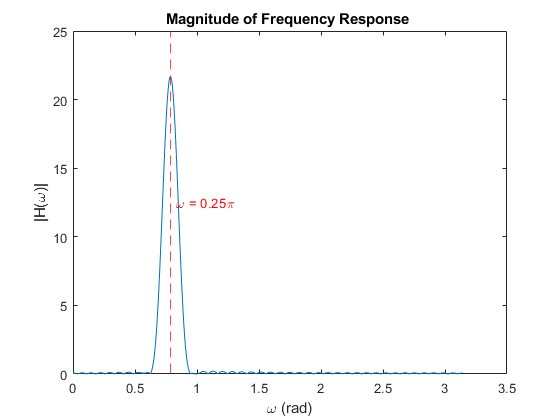 Magnitude of Frequency Response
25
20
15
10
5
0
|H(ω)|
ω = 0.25π
0 0.5 1 1.5 2 2.5 3 3.5
ω (rad)